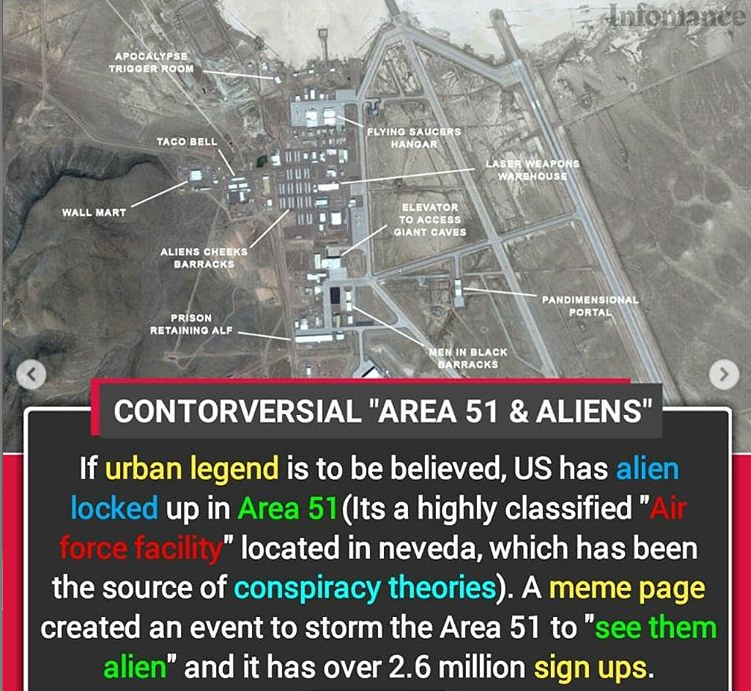 Infomance
APOCALYPSE
TRIGGER ROOM
TACO BELL
FLYING SAUCERS
HANGAR
LASER WEAPONS
WAREHOUSE
WALL MART
ELEVATOR
TO ACCESS
GIANT CAVES
ALIENS CHEEKS
BARRACKS
PANDIMENSIONAL
PORTAL
PRISON
RETAINING ALF
MEN IN BLACK
BARRACKS
CONTORVERSIAL "AREA 51 & ALIENS"
If urban legend is to be believed, US has alien
locked up in Area 51(Its a highly classified "Air
force facility" located in neveda, which has been
the source of conspiracy theories). A meme page
created an event to storm the Area 51 to "see them
alien" and it has over 2.6 million sign ups.